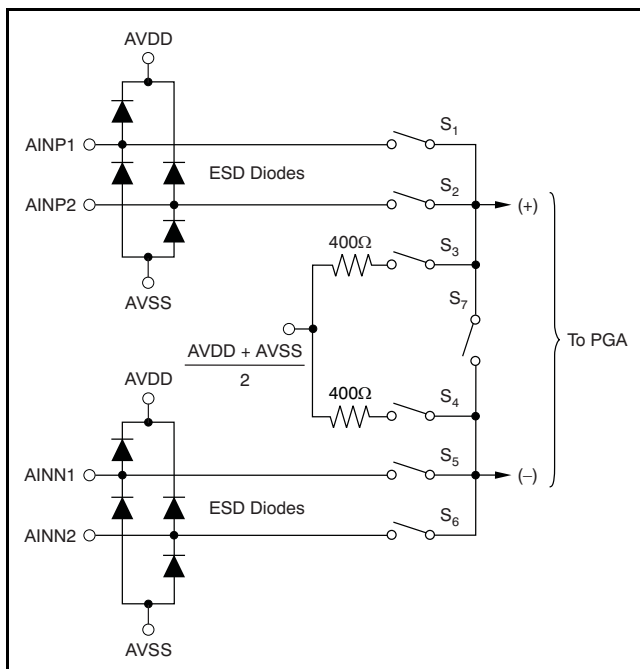 AVDD
AINP1
S1
ESD Diodes
AINP2
S2
(+)
400Ω
S3
AVSS
S7
AVDD + AVSS
2
To PGA
AVDD
400Ω
S4
AINN1
S5
(−)
ESD Diodes
AINN2
S6
AVSS